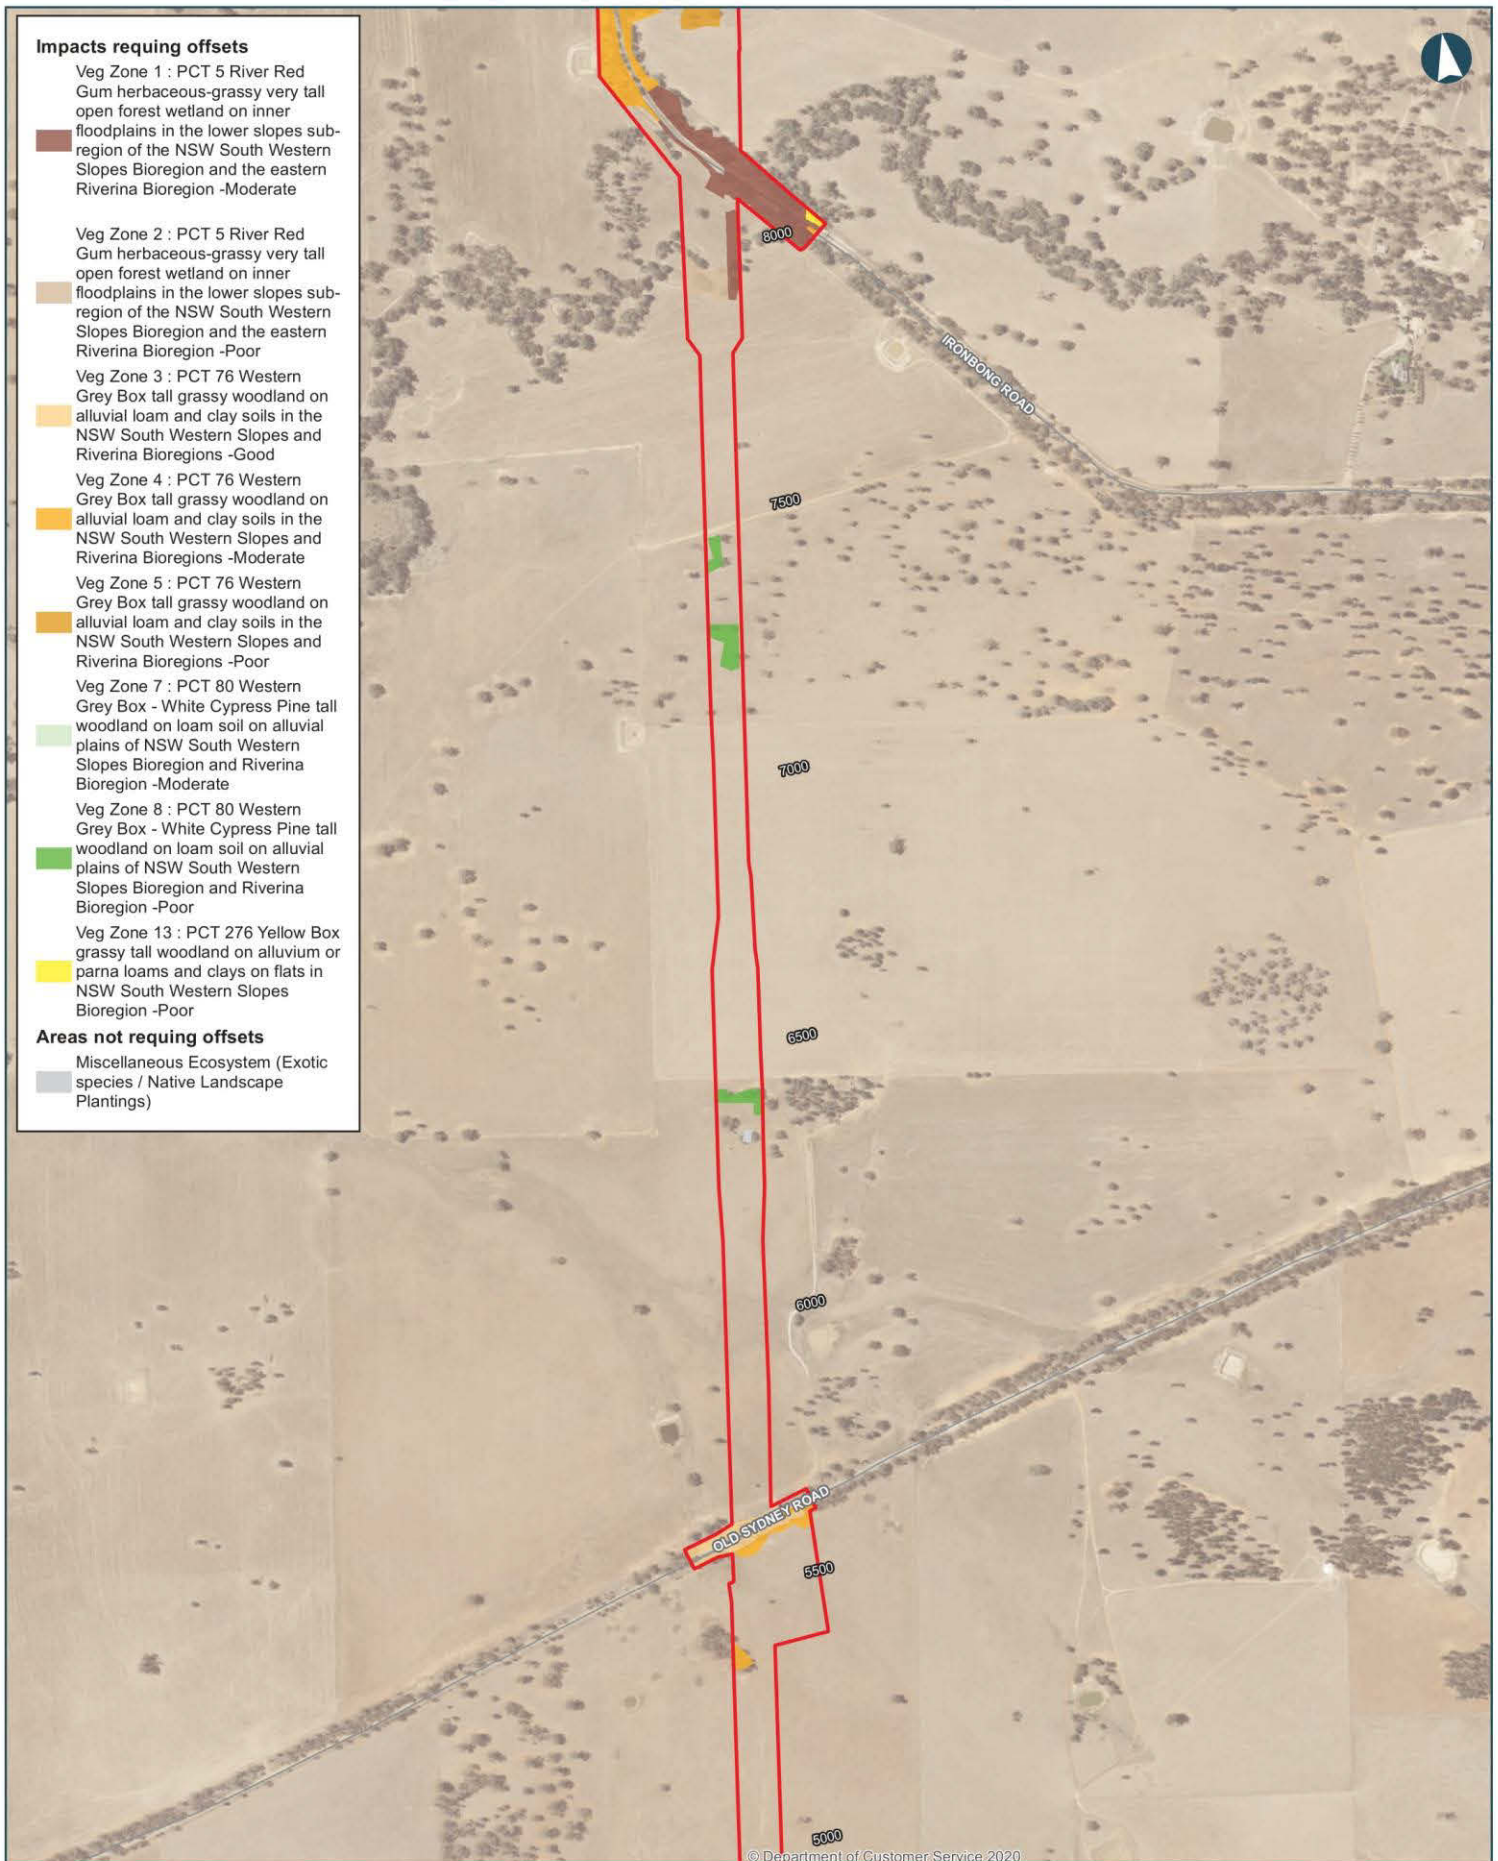 Impacts requing offsets
Veg Zone 1 : PCT 5 River Red
Gum herbaceous-grassy very tall
open forest wetland on inner
floodplains in the lower slopes sub-
region of the NSW South Western
Slopes Bioregion and the eastern
Riverina Bioregion -Moderate
Veg Zone 2 : PCT 5 River Red
Gum herbaceous-grassy very tall
open forest wetland on inner
floodplains in the lower slopes sub-
region of the NSW South Western
Slopes Bioregion and the eastern
Riverina Bioregion -Poor
Veg Zone 3 : PCT 76 Western
Grey Box tall grassy woodland on
alluvial loam and clay soils in the
NSW South Western Slopes and
Riverina Bioregions -Good
Veg Zone 4 : PCT 76 Western
Grey Box tall grassy woodland on
alluvial loam and clay soils in the
NSW South Western Slopes and
Riverina Bioregions -Moderate
Veg Zone 5 : PCT 76 Western
Grey Box tall grassy woodland on
alluvial loam and clay soils in the
NSW South Western Slopes and
Riverina Bioregions -Poor
Veg Zone 7 : PCT 80 Western
Grey Box - White Cypress Pine tall
woodland on loam soil on alluvial
plains of NSW South Western
Slopes Bioregion and Riverina
Bioregion -Moderate
Veg Zone 8 : PCT 80 Western
Grey Box - White Cypress Pine tall
woodland on loam soil on alluvial
plains of NSW South Western
Slopes Bioregion and Riverina
Bioregion -Poor
Veg Zone 13 : PCT 276 Yellow Box
grassy tall woodland on alluvium or
parna loams and clays on flats in
NSW South Western Slopes
Bioregion -Poor
Areas not requing offsets
Miscellaneous Ecosystem (Exotic
species / Native Landscape
Plantings)
8000
IRONBONG ROAD
7500
7000
6500
6000
OLD SYDNEY ROAD
5500
5000
© Department of Customer Service 2020